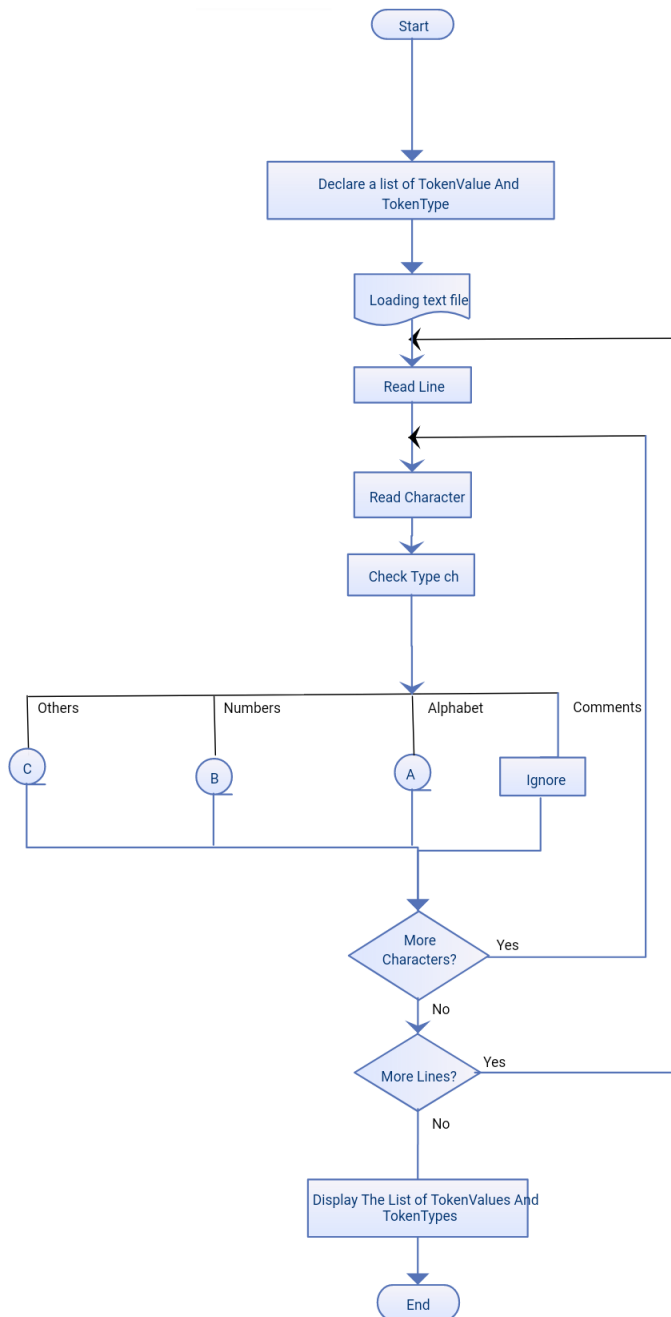 Start
Declare a list of TokenValue And
TokenType
Loading text file
Read Line
Read Character
Check Type ch
Others
Numbers
Alphabet
Comments
C
B
A
Ignore
More
Characters?
Yes
No
More Lines?
Yes
No
Display The List of TokenValues And
TokenTypes
End